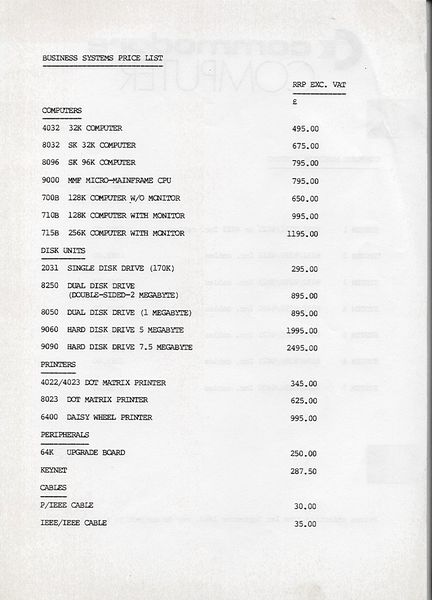 BUSINESS SYSTEMS PRICE LIST
RRP EXC. VAT
£
COMPUTERS
4032 32K COMPUTER 495.00
8032 SK 32K COMPUTER 675.00
8096 SK 96K COMPUTER 795.00
9000 MMF MICRO-MAINFRAME CPU 795.00
700B 128K COMPUTER W/O MONITOR 650.00
710B 128K COMPUTER WITH MONITOR 995.00
715B 256K COMPUTER WITH MONITOR 1195.00
DISK UNITS
2031 SINGLE DISK DRIVE (170K) 295.00
8250 DUAL DISK DRIVE
(DOUBLE-SIDED-2 MEGABYTE) 895.00
8050 DUAL DISK DRIVE (1 MEGABYTE) 895.00
9060 HARD DISK DRIVE 5 MEGABYTE 1995.00
9090 HARD DISK DRIVE 7.5 MEGABYTE 2495.00
PRINTERS
4022/4023 DOT MATRIX PRINTER 345.00
8023 DOT MATRIX PRINTER 625.00
6400 DAISY WHEEL PRINTER 995.00
PERIPHERALS
64K UPGRADE BOARD 250.00
KEYNET 287.50
CABLES
P/IEEE CABLE 30.00
IEEE/IEEE CABLE 35.00